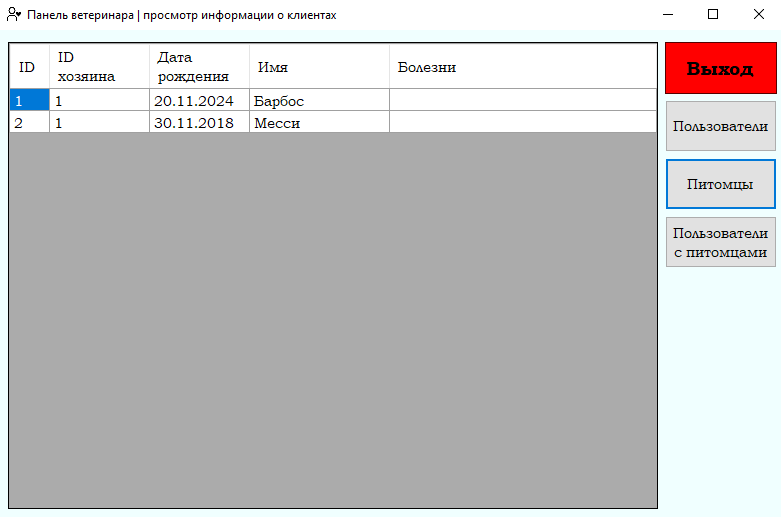 Панель ветеринара | просмотр информации о клиентах
ID
ID
хозяина
Дата
рождения
Имя
Болезни
1 1 20.11.2024 Барбос
2 1 30.11.2018 Месси
Выход
Пользователи
Питомцы
Пользователи
с питомцами